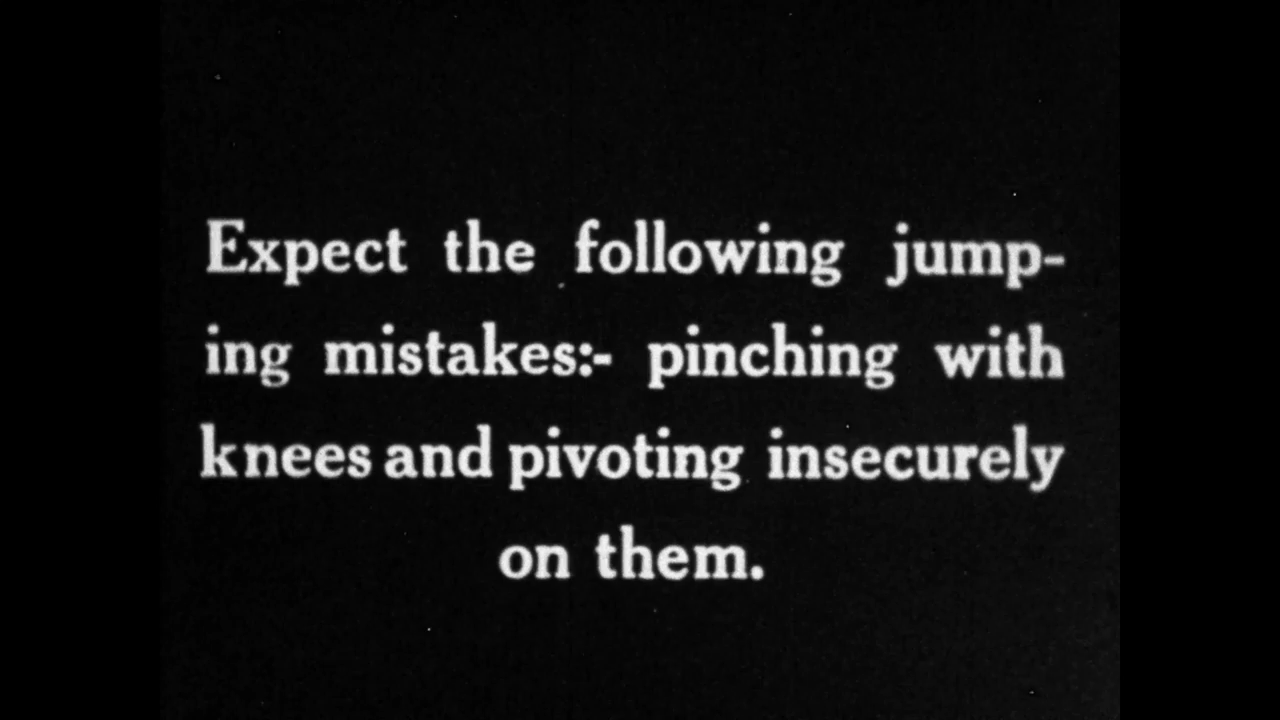 Expect the following jump-
ing mistakes:- pinching with
knees and pivoting insecurely
on them.